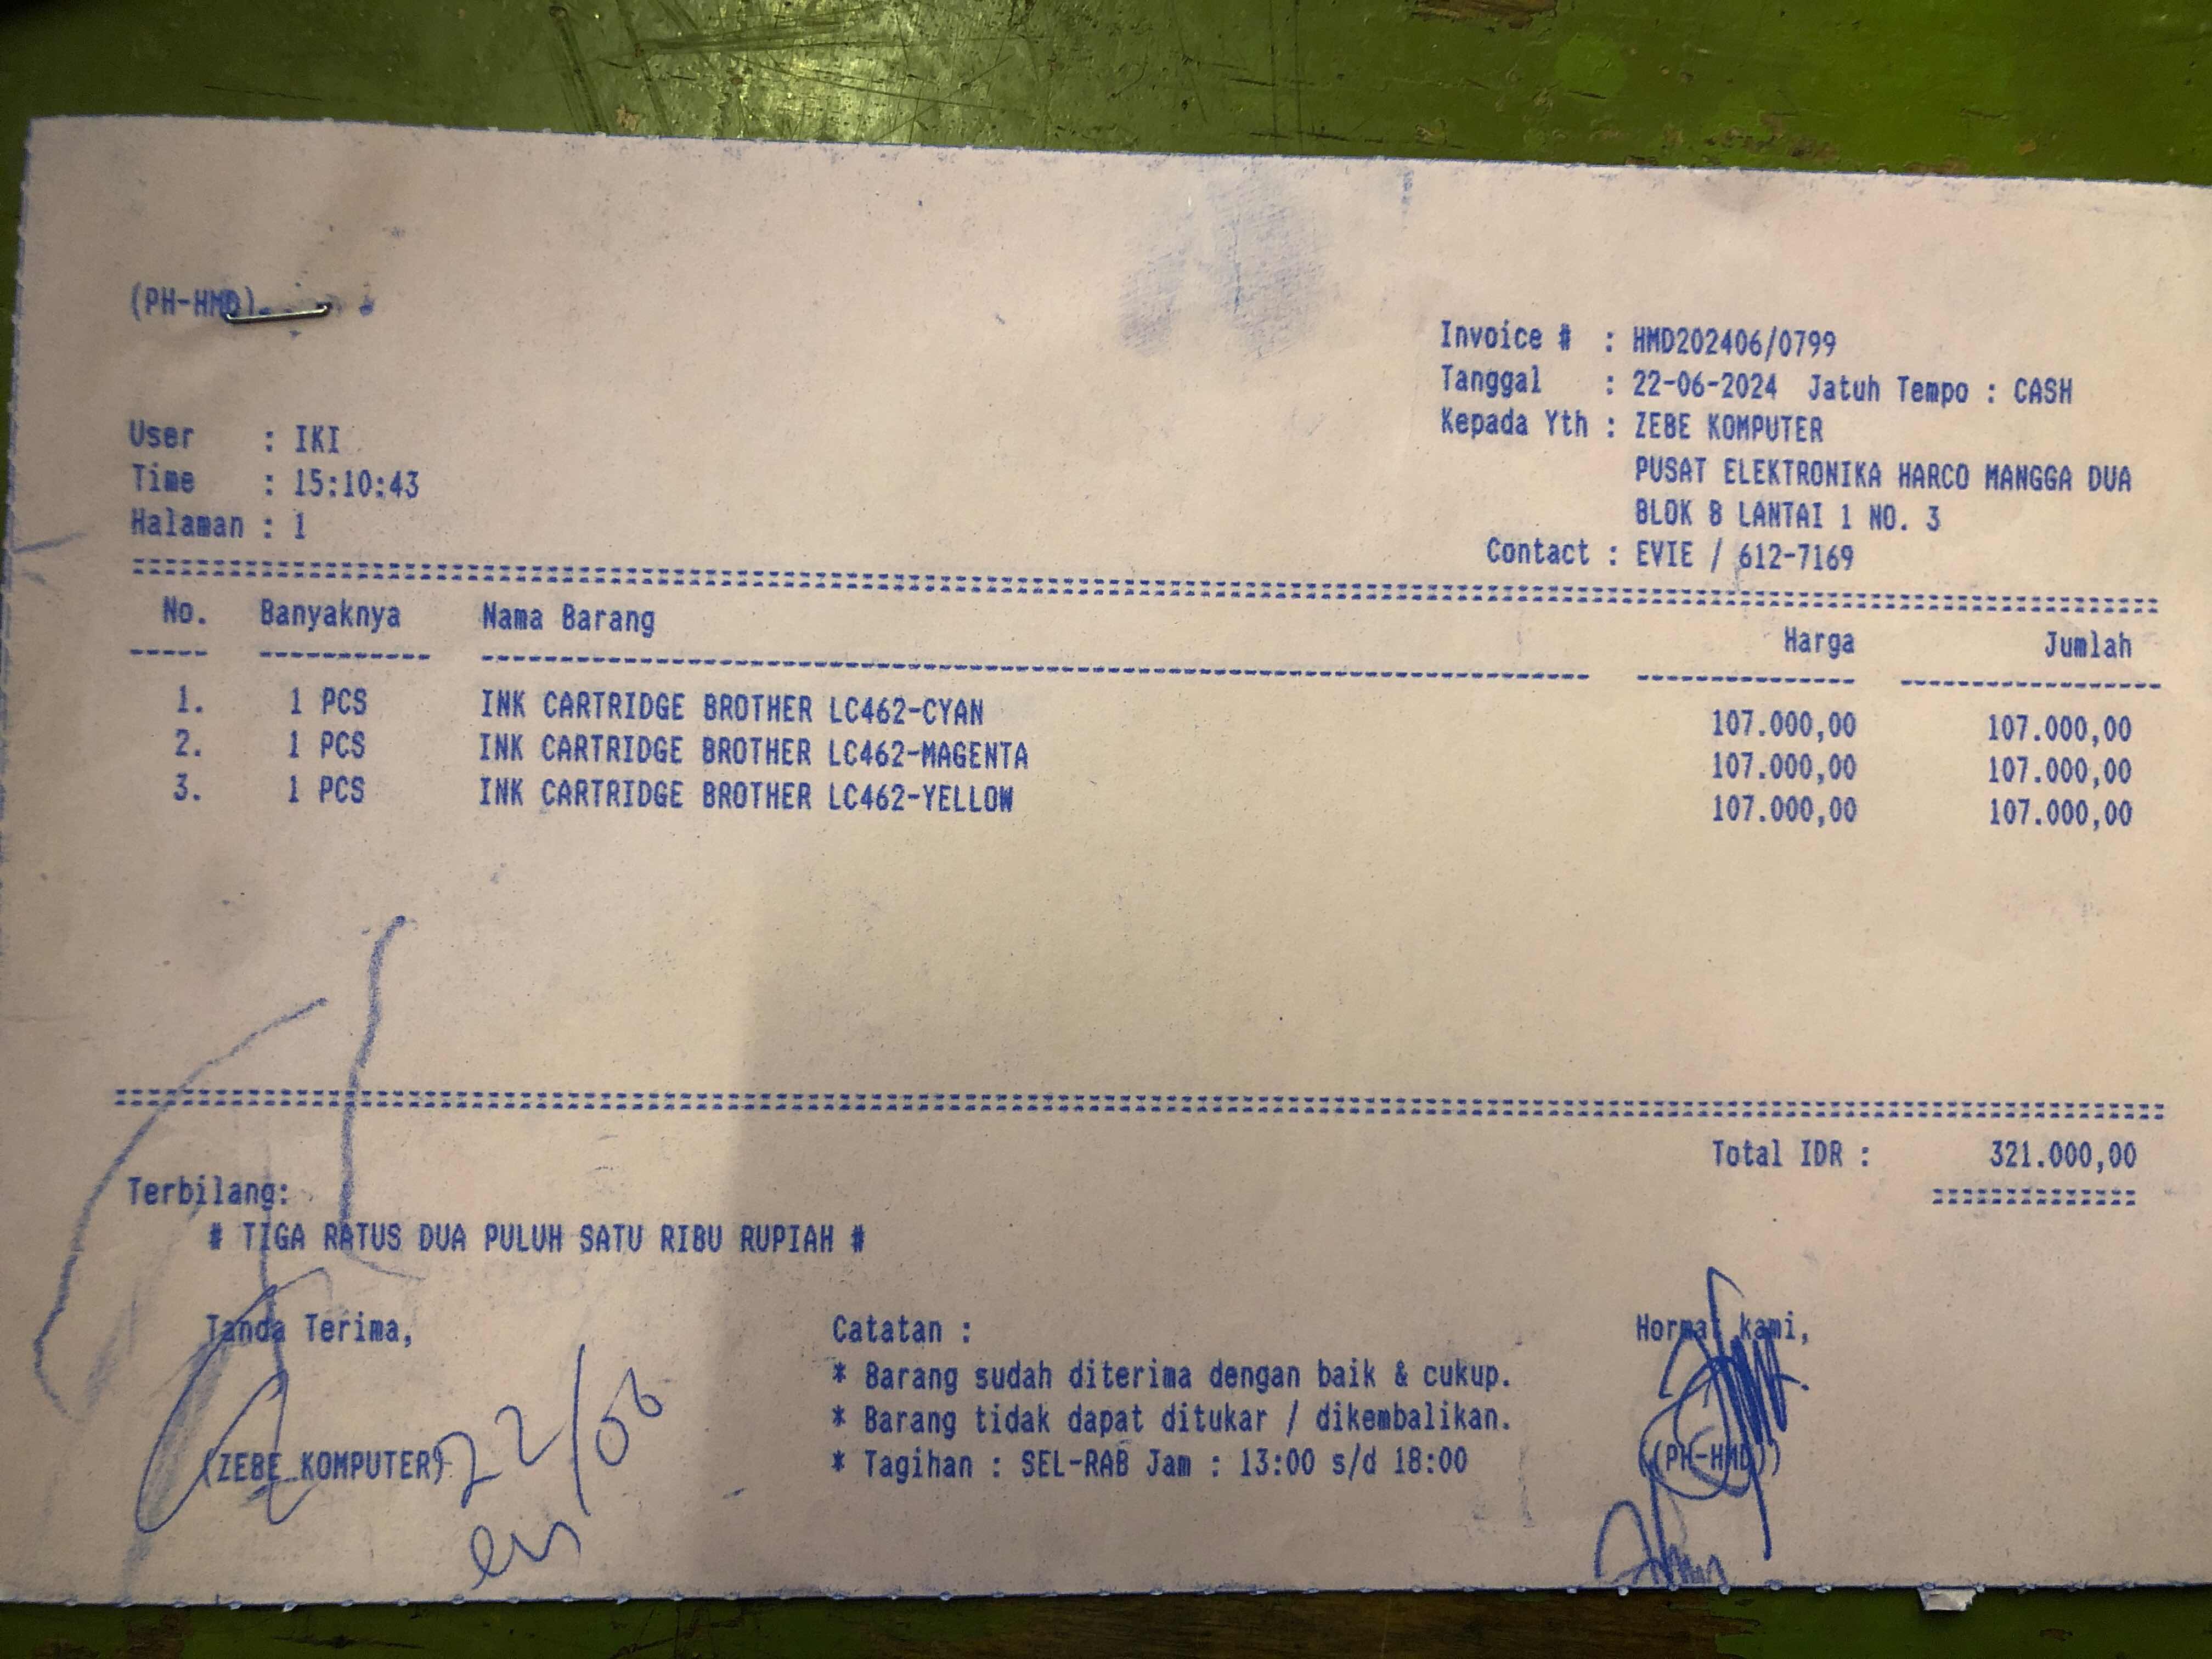 (PH-HMD)
Invoice # : HMD202406/0799
Tanggal : 22-06-2024 Jatuh Tempo : CASH
Kepada Yth : ZEBE KOMPUTER
PUSAT ELEKTRONIKA HARCO MANGGA DUA
BLOK B LANTAI 1 NO. 3
Contact : EVIE / 612-7169
User : IKI
Time : 15:10:43
Halaman : 1
No. Banyaknya Nama Barang Harga Jumlah
1. 1 PCS INK CARTRIDGE BROTHER LC462-CYAN 107.000,00 107.000,00
2. 1 PCS INK CARTRIDGE BROTHER LC462-MAGENTA 107.000,00 107.000,00
3. 1 PCS INK CARTRIDGE BROTHER LC462-YELLOW 107.000,00 107.000,00
Total IDR : 321.000,00
Terbilang:
# TIGA RATUS DUA PULUH SATU RIBU RUPIAH #
Tanda Terima,
(ZEBE KOMPUTER)
22/06
Catatan :
* Barang sudah diterima dengan baik & cukup.
* Barang tidak dapat ditukar / dikembalikan.
* Tagihan : SEL-RAB Jam : 13:00 s/d 18:00
Hormat kami,
((PH-HMD))